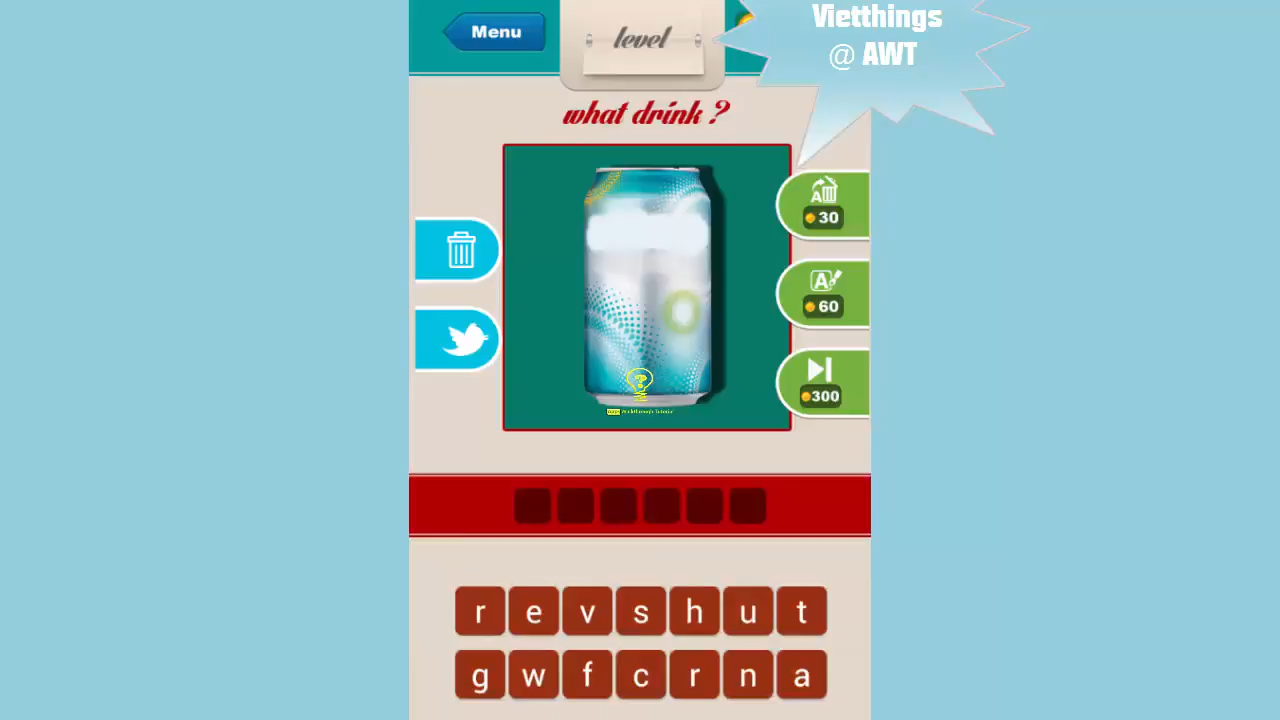 Menu
level
Vietthings
@ AWT
what drink ?
30
A
60
300
r e v s h u t
g w f c r n a